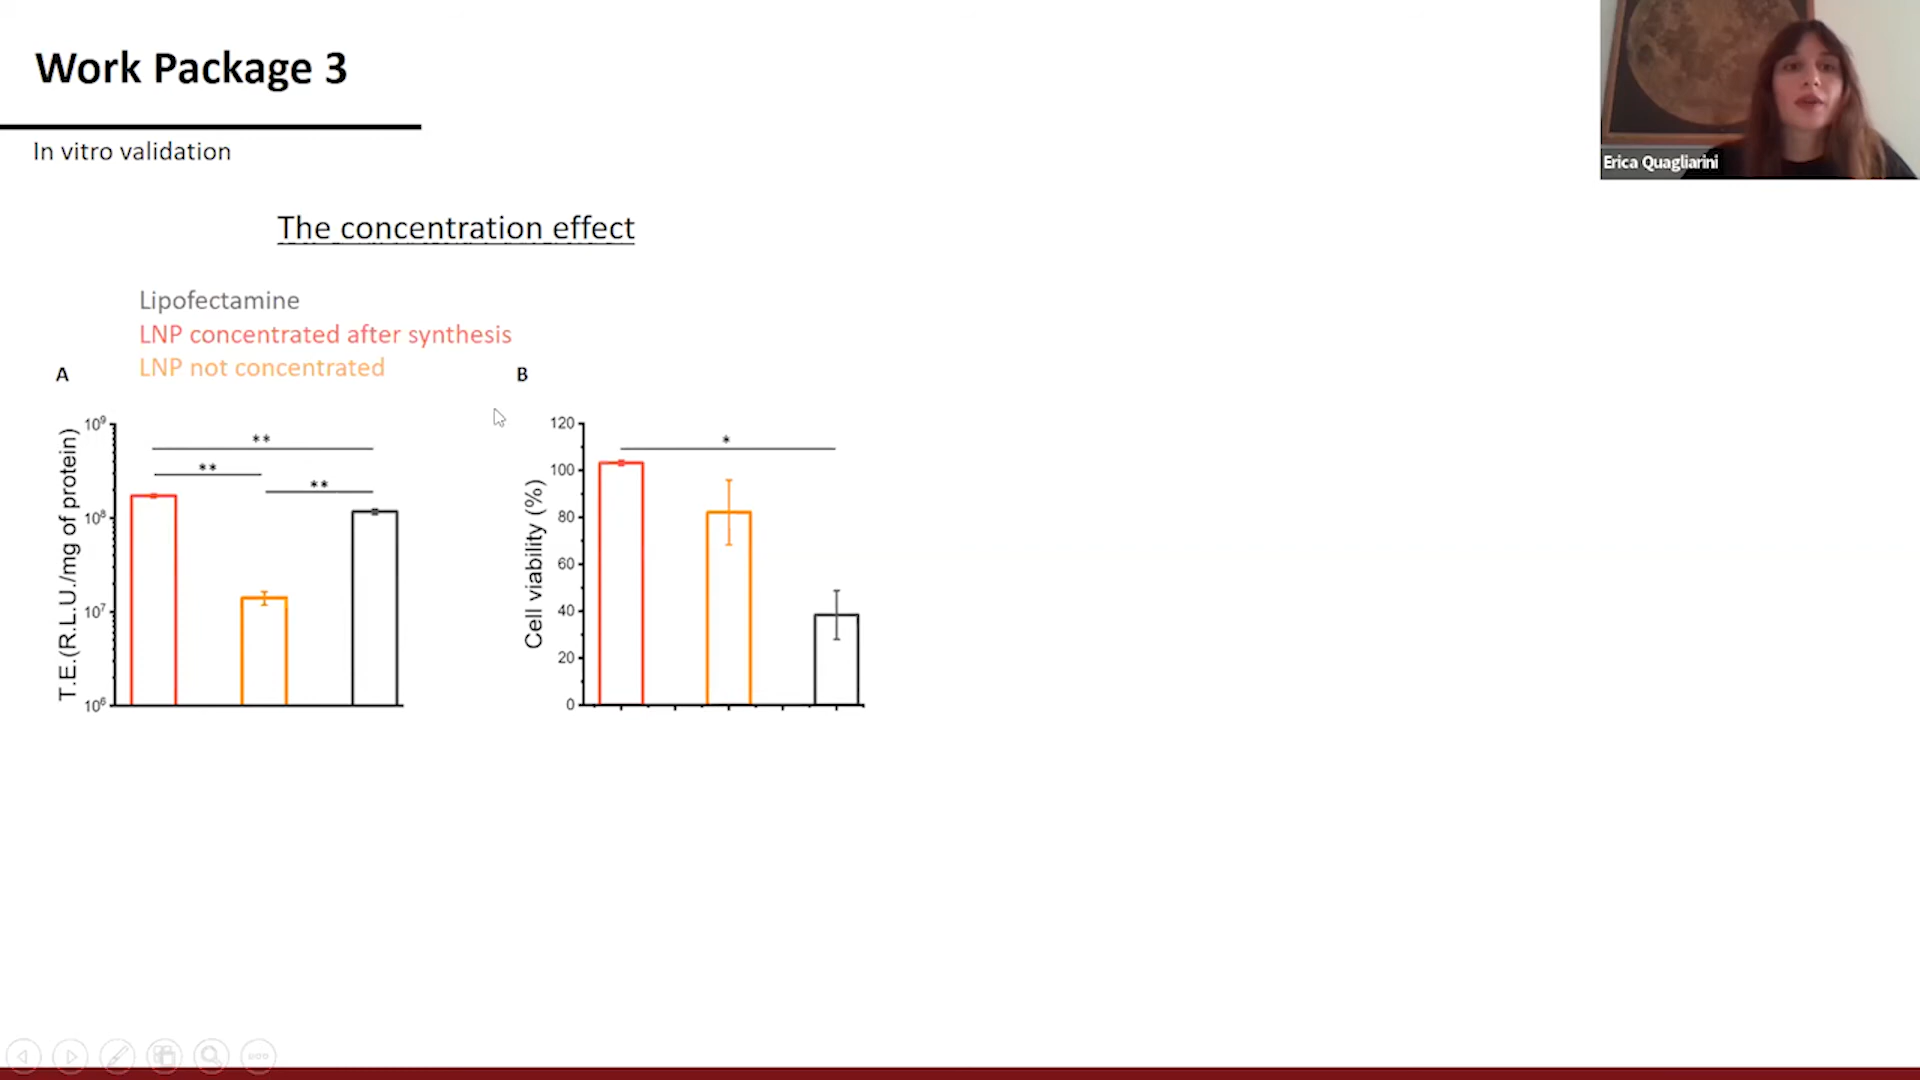 Work Package 3
In vitro validation
Erica Quagliarini
The concentration effect
Lipofectamine
LNP concentrated after synthesis
LNP not concentrated
A
T.E.(R.L.U./mg of protein)
10⁹
10⁸
10⁷
10⁶
**
**
**
B
Cell viability (%)
120
100
80
60
40
20
0
*